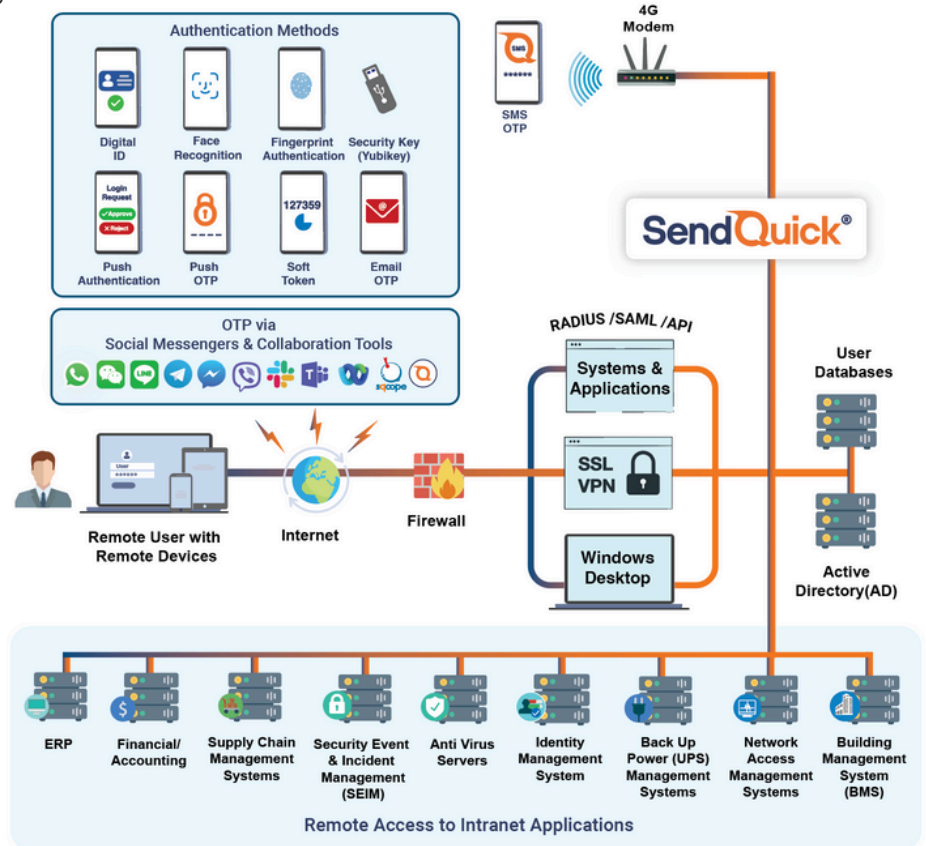 Authentication Methods
Digital
ID
Face
Recognition
Fingerprint
Authentication
Security Key
(Yubikey)
Login
Request
Approve
Reject
Push
Authentication
Push
OTP
127359
Soft
Token
Email
OTP
SMS
******
SMS
OTP
4G
Modem
SendQuick®
OTP via
Social Messengers & Collaboration Tools
LINE
sqoope
RADIUS /SAML /API
Systems &
Applications
SSL
VPN
Windows
Desktop
User
Databases
Active
Directory(AD)
User
******
Remote User with
Remote Devices
Internet
Firewall
ERP
Financial/
Accounting
Supply Chain
Management
Systems
Security Event
& Incident
Management
(SEIM)
Anti Virus
Servers
Identity
Management
System
Back Up
Power (UPS)
Management
Systems
Network
Access
Management
Systems
Building
Management
System
(BMS)
Remote Access to Intranet Applications